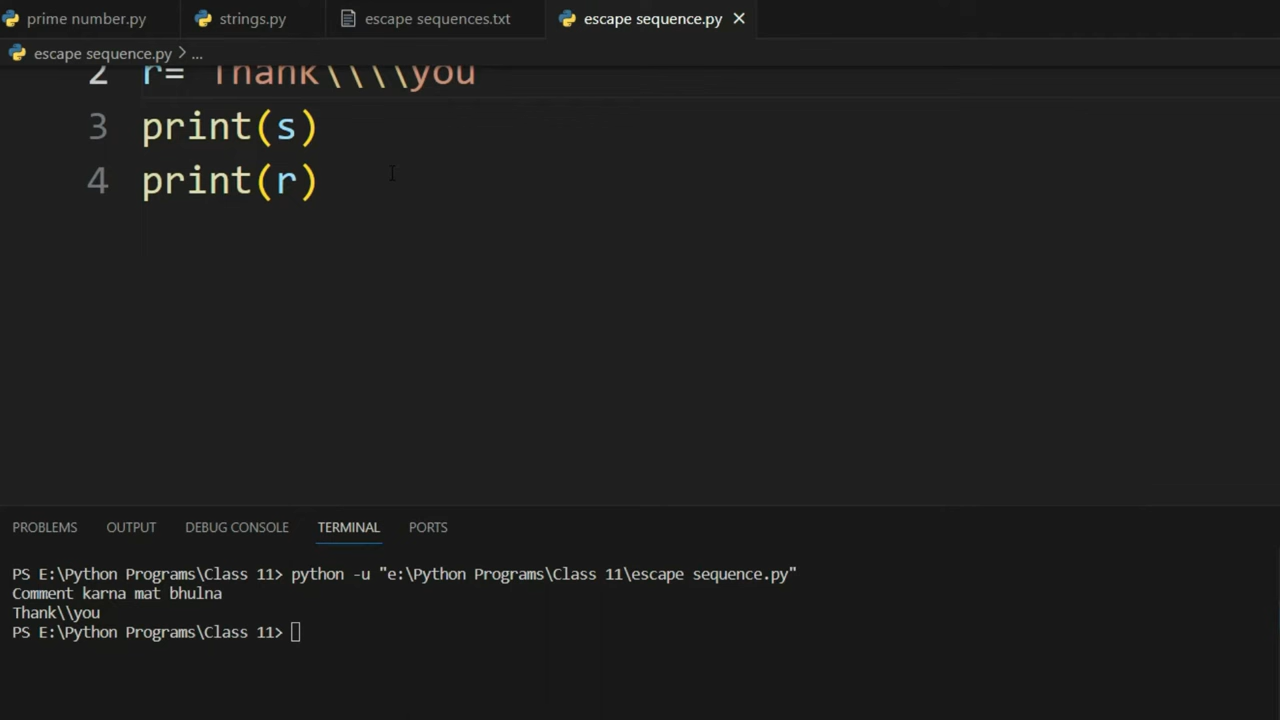 prime number.py strings.py escape sequences.txt escape sequence.py ×
escape sequence.py > ...
2 r= Thank\\\\you
3 print(s)
4 print(r)
PROBLEMS OUTPUT DEBUG CONSOLE TERMINAL PORTS
PS E:\Python Programs\Class 11> python -u "e:\Python Programs\Class 11\escape sequence.py"
Comment karna mat bhulna
Thank\\you
PS E:\Python Programs\Class 11>